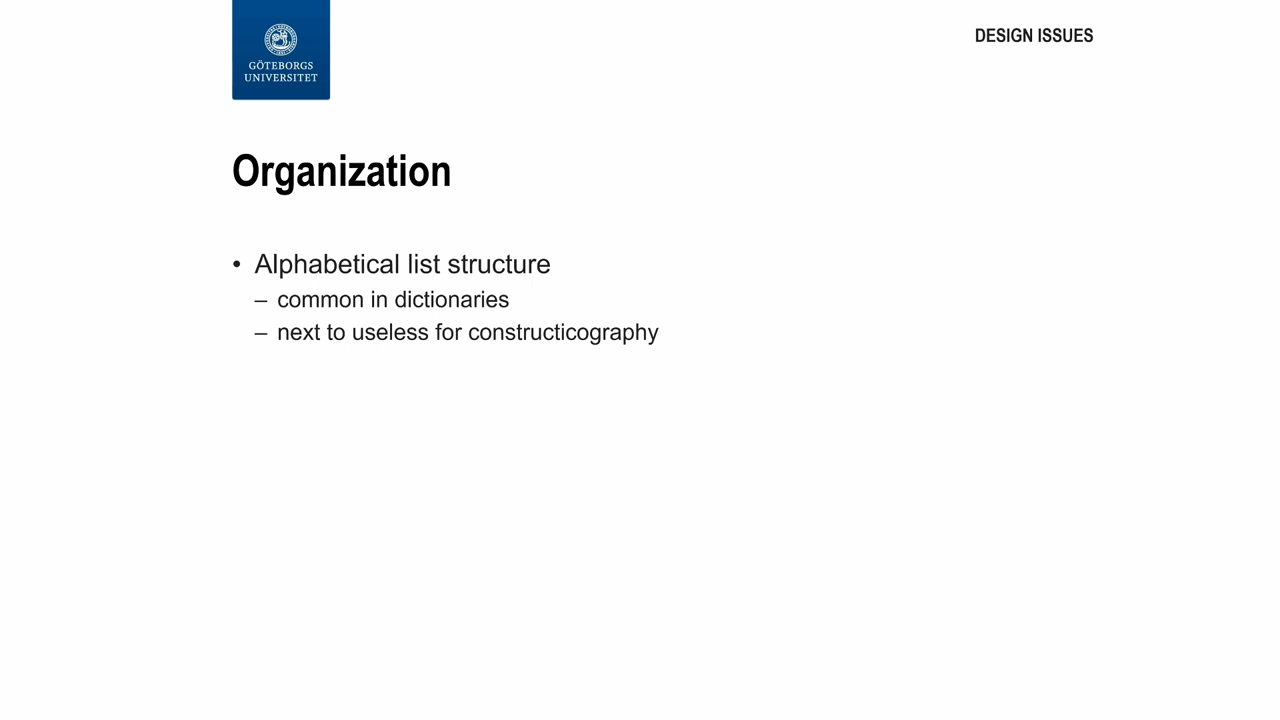 GÖTEBORGS
UNIVERSITET
DESIGN ISSUES
Organization
• Alphabetical list structure
– common in dictionaries
– next to useless for constructicography